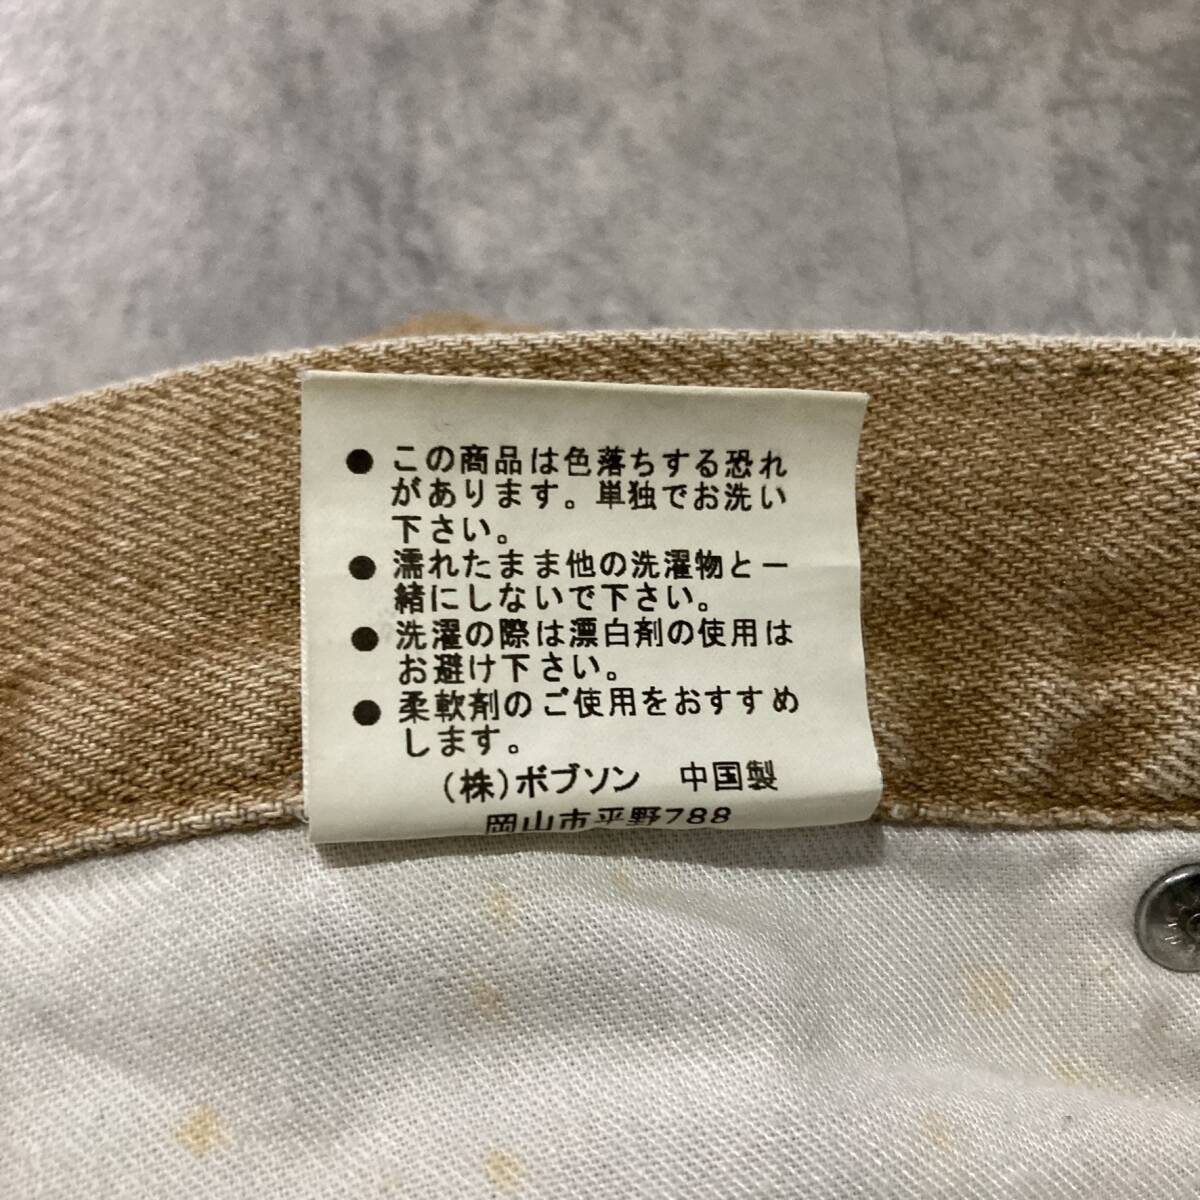 ● この商品は色落ちする恐れ
があります。単独でお洗い
下さい。
● 濡れたまま他の洗濯物と一
緒にしないで下さい。
● 洗濯の際は漂白剤の使用は
お避け下さい。
● 柔軟剤のご使用をおすすめ
します。
(株)ボブソン 中国製
岡山市平野788